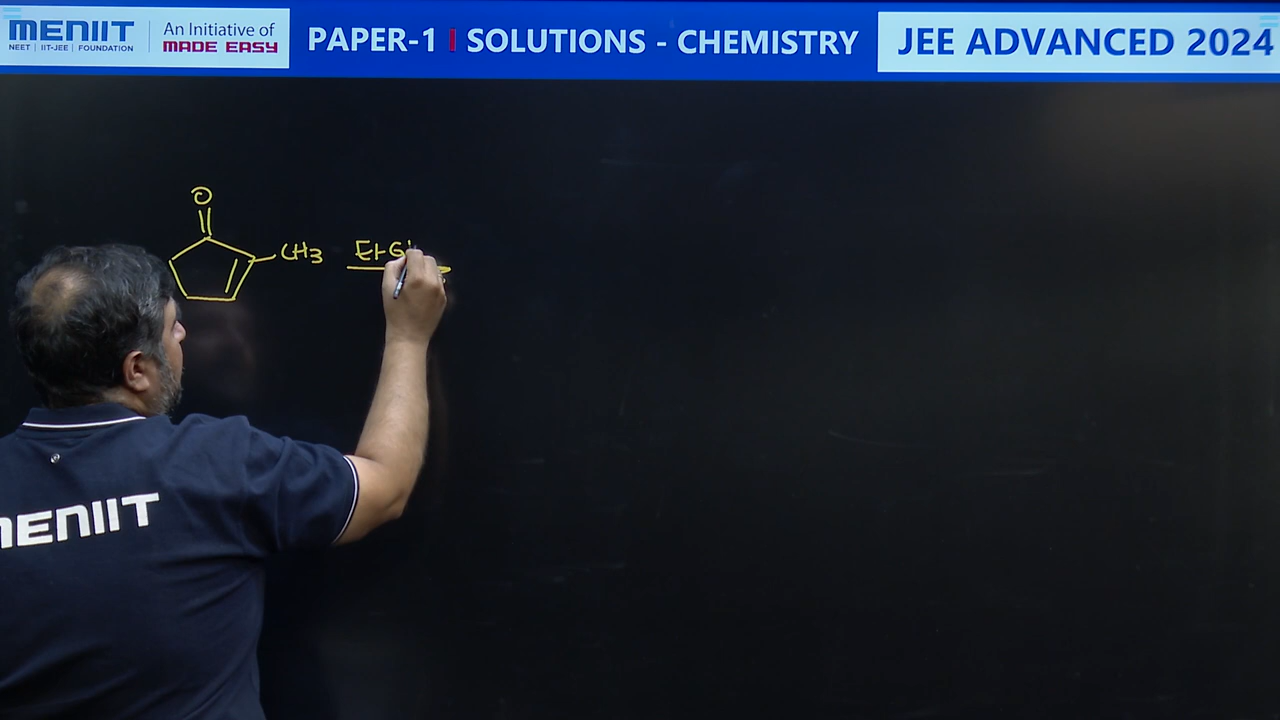 MENIIT
NEET | IIT-JEE | FOUNDATION
An Initiative of
MADE EASY
PAPER-1 | SOLUTIONS - CHEMISTRY
JEE ADVANCED 2024
O
CH3
MENIIT